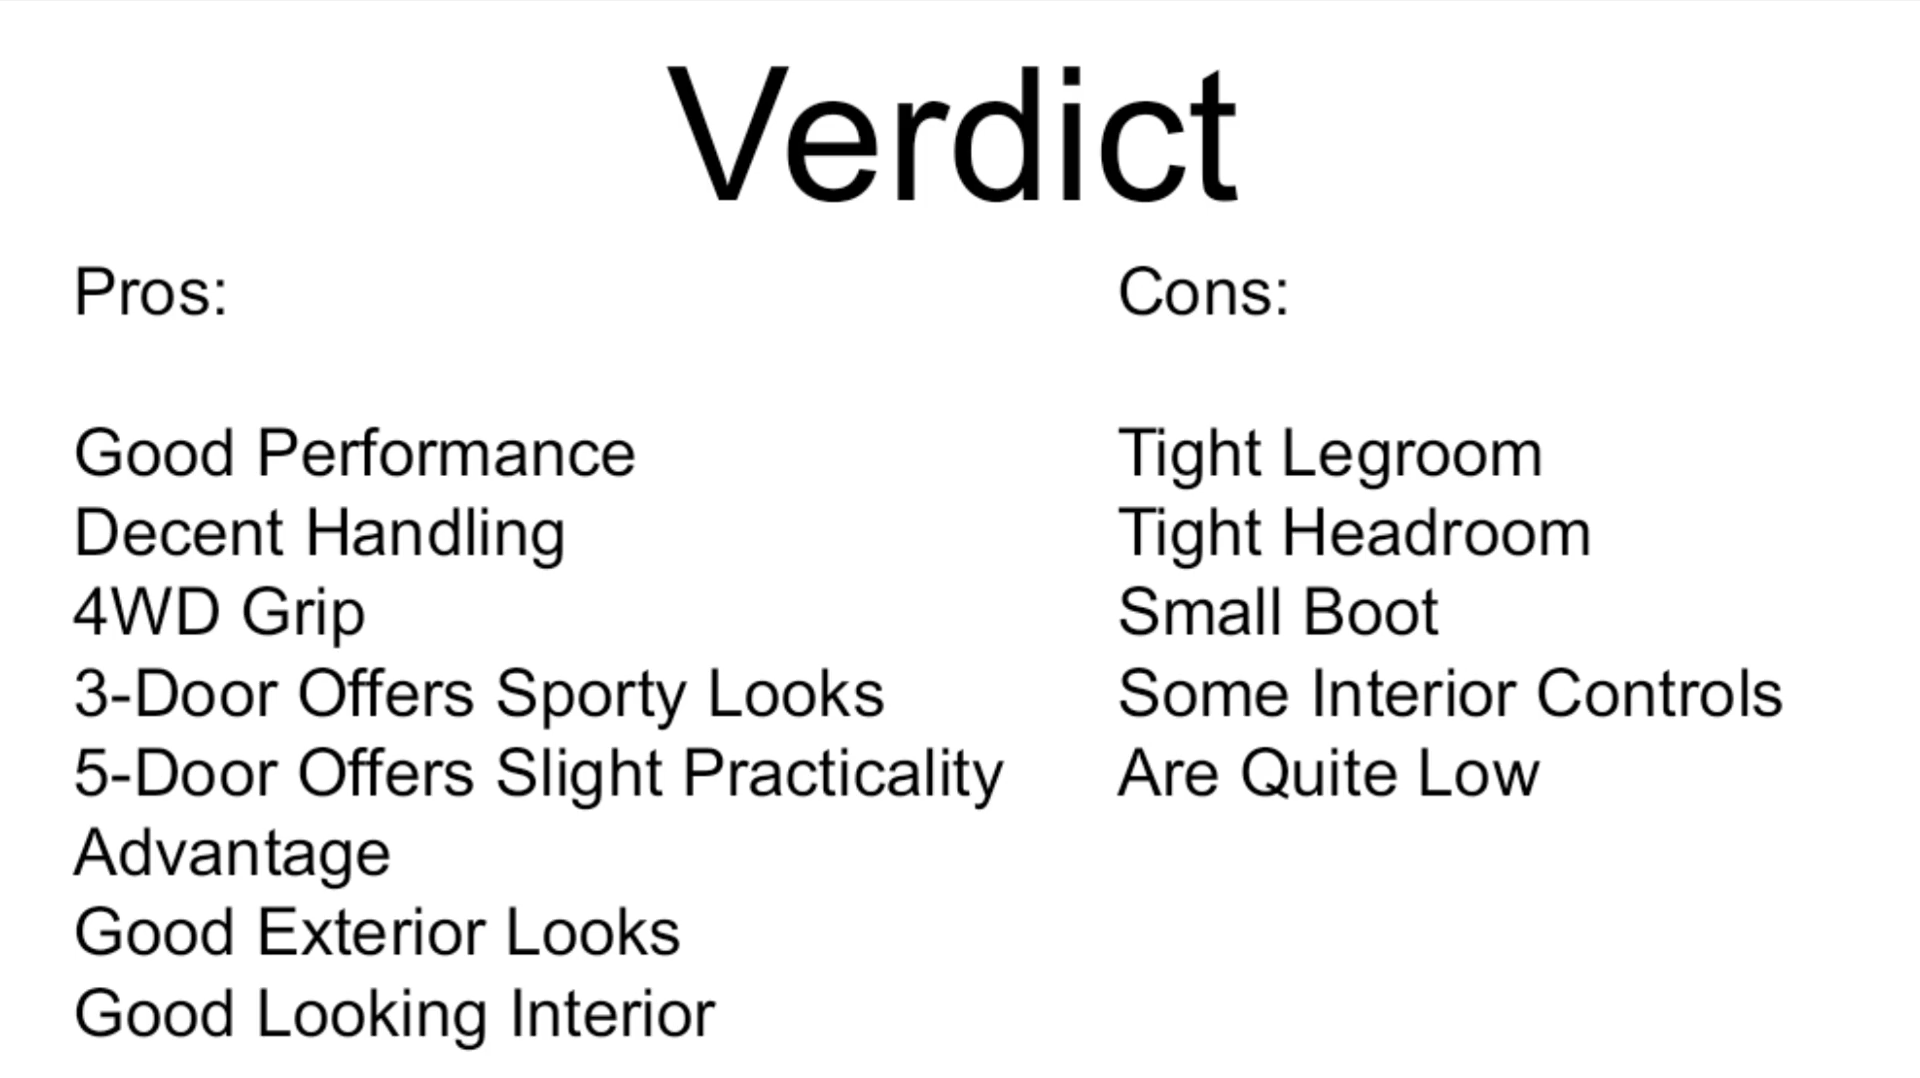 Verdict
Pros:
Good Performance
Decent Handling
4WD Grip
3-Door Offers Sporty Looks
5-Door Offers Slight Practicality
Advantage
Good Exterior Looks
Good Looking Interior
Cons:
Tight Legroom
Tight Headroom
Small Boot
Some Interior Controls
Are Quite Low